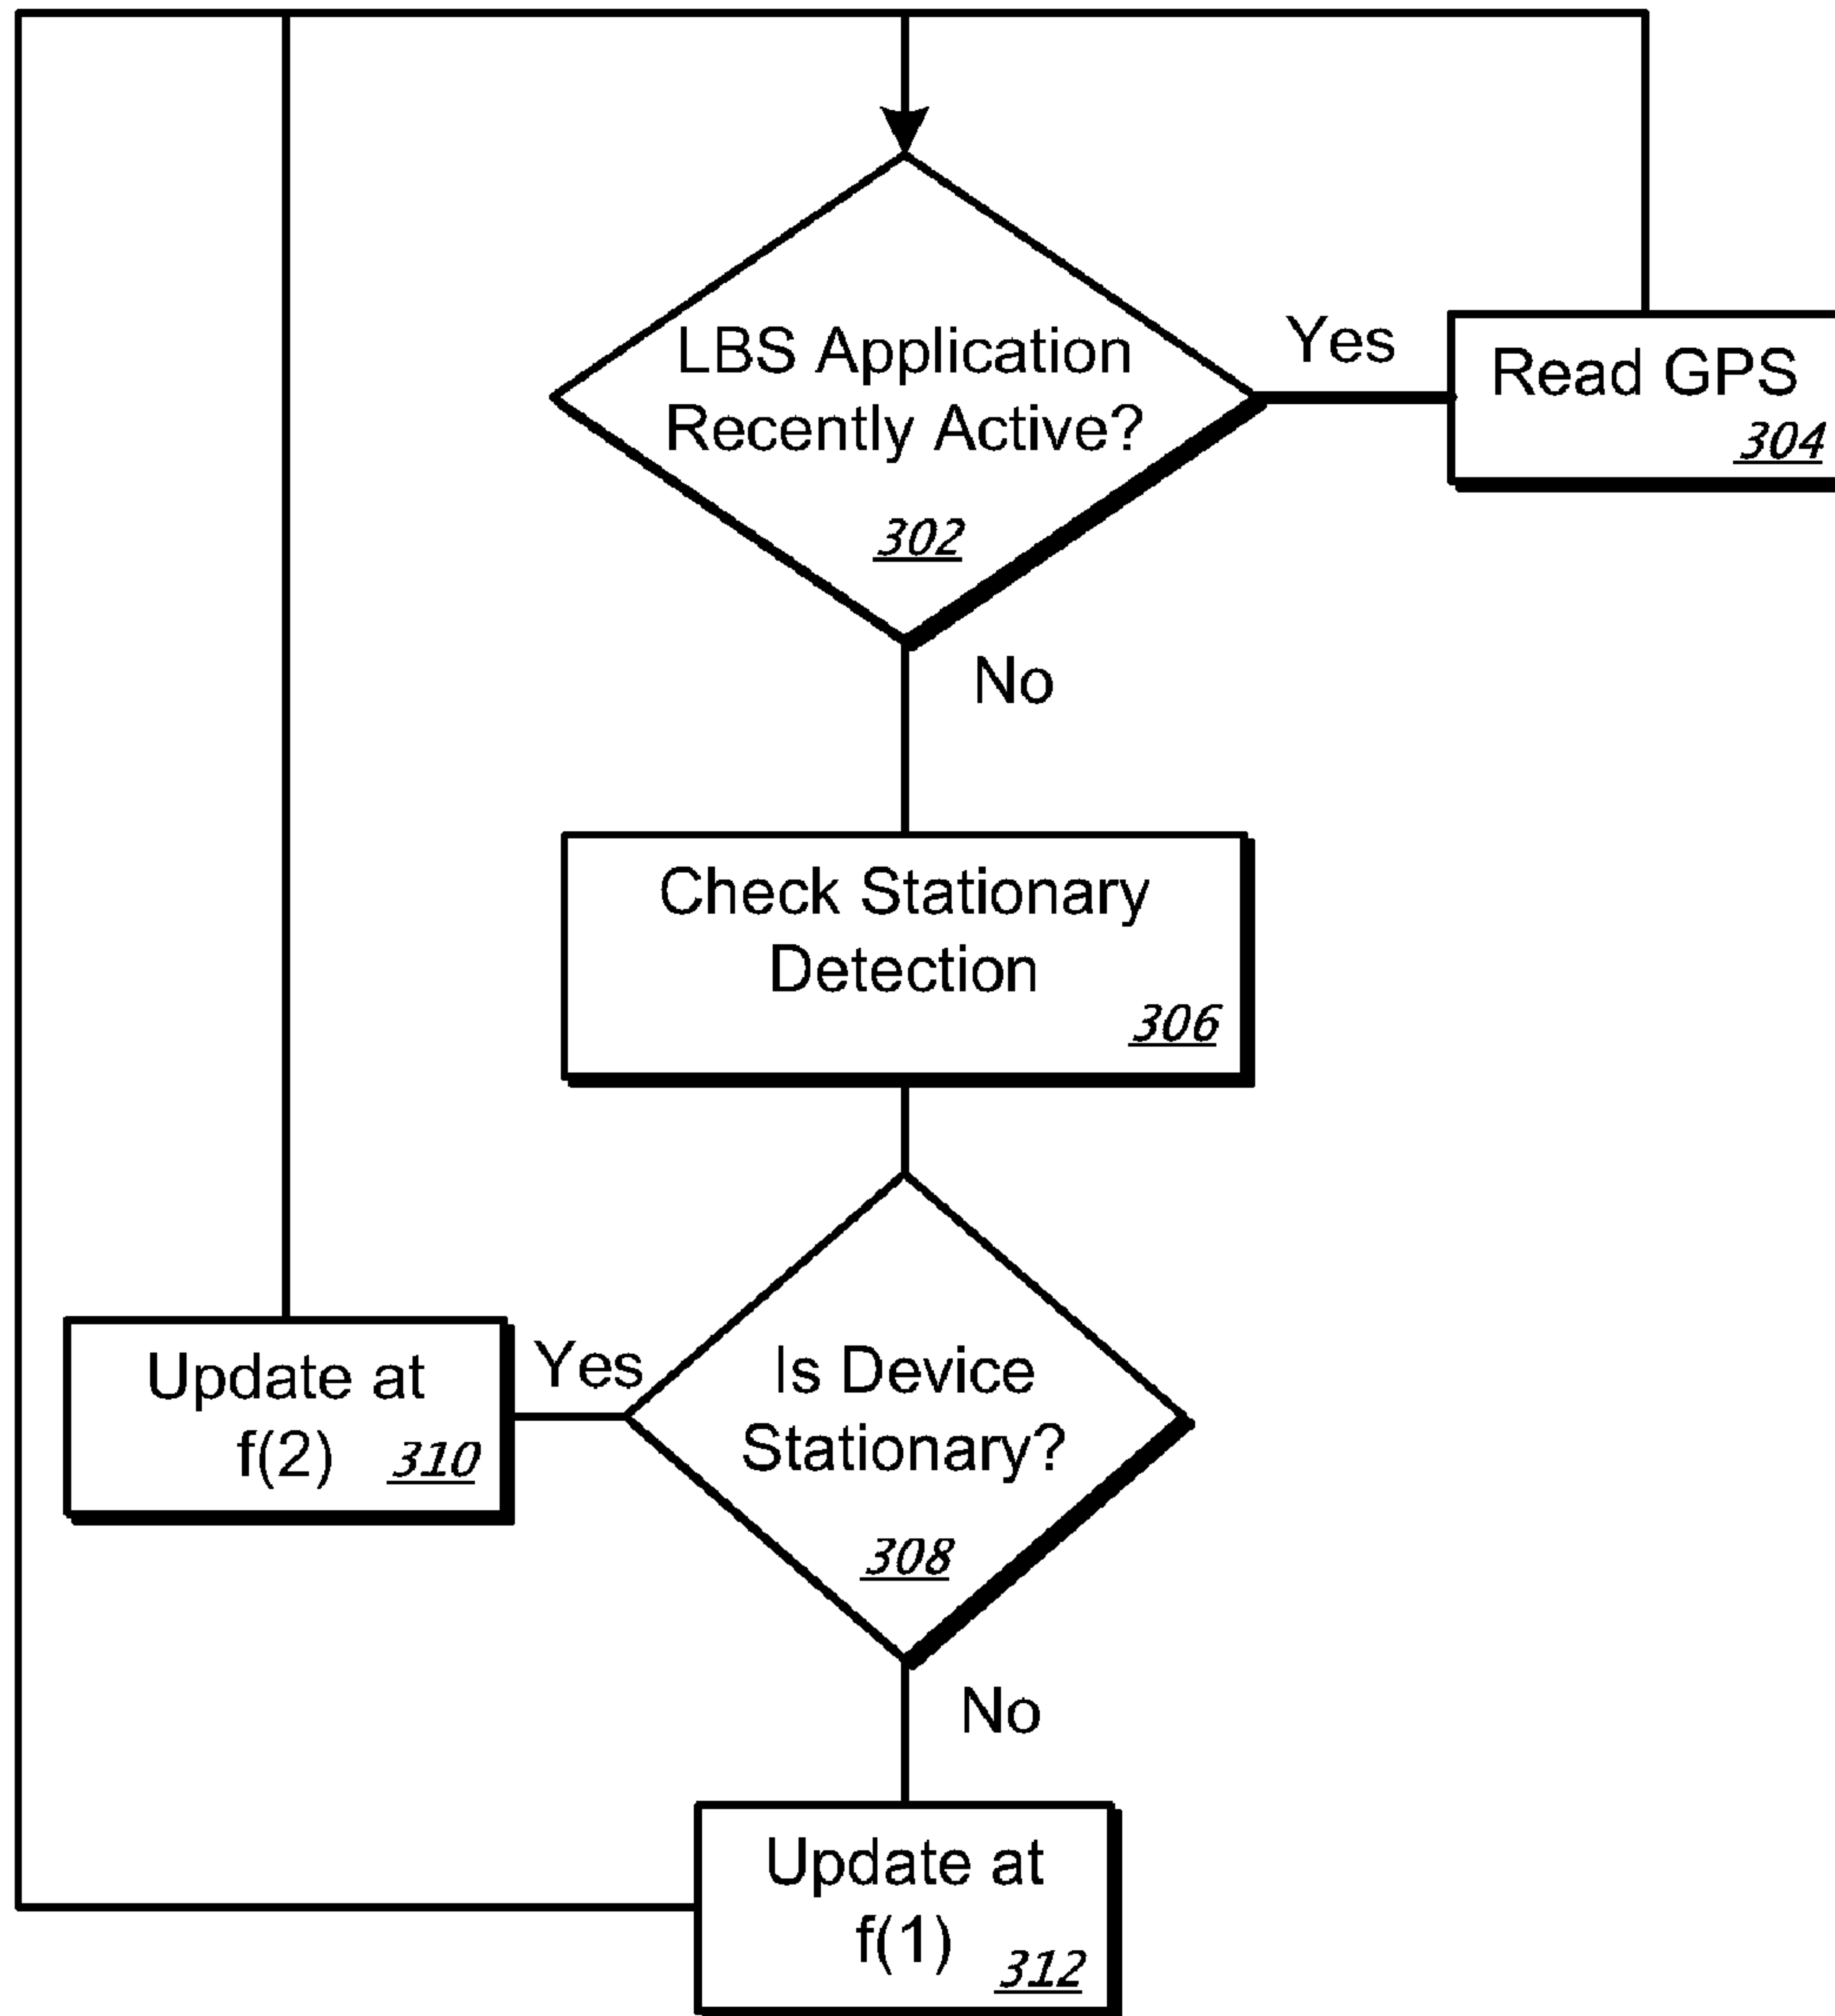 LBS Application
Recently Active?
302
Yes
Read GPS
304
No
Check Stationary
Detection
306
Is Device
Stationary?
308
Yes
Update at
f(2) 310
No
Update at
f(1) 312